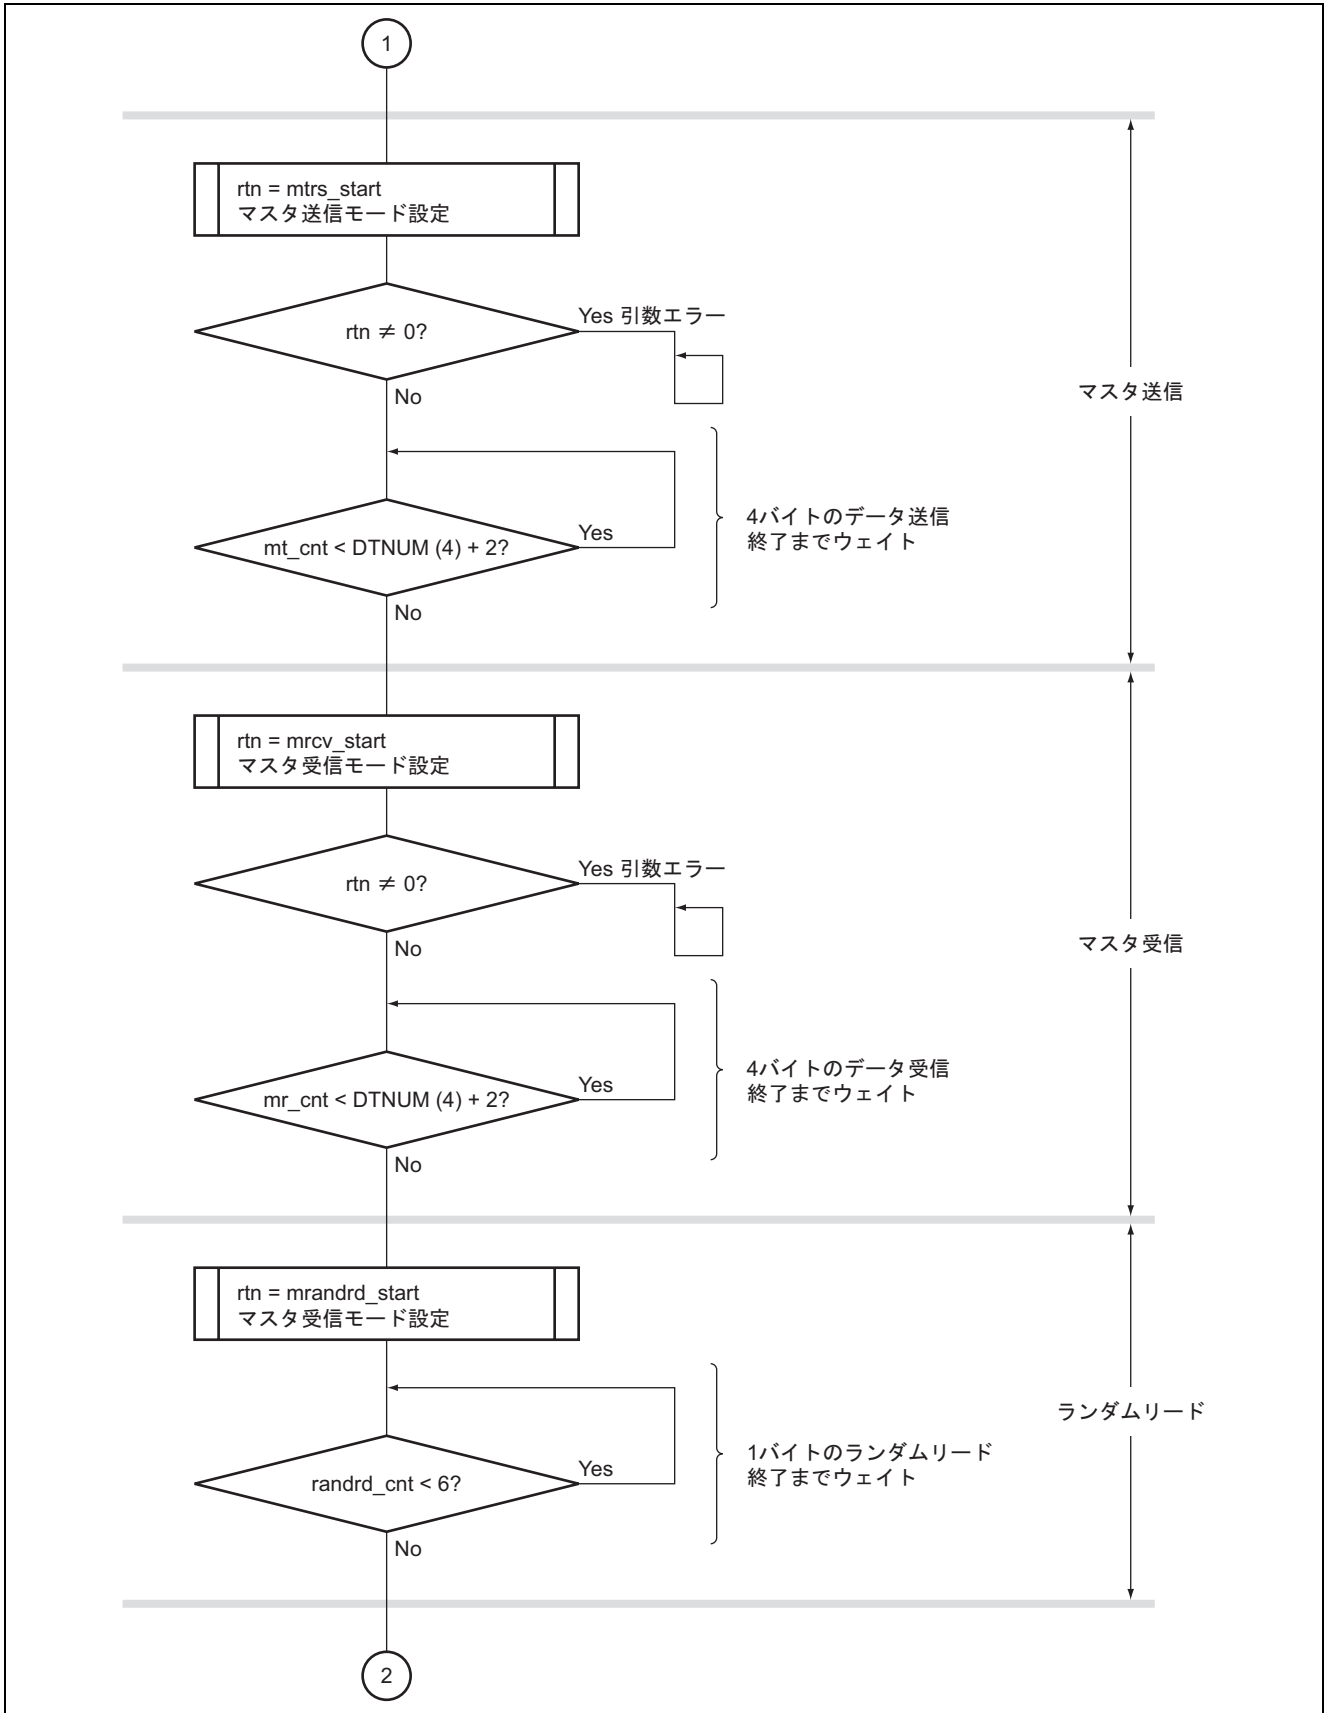 1
rtn = mtrs_start
マスタ送信モード設定
rtn ≠ 0?
Yes 引数エラー
No
マスタ送信
mt_cnt < DTNUM (4) + 2?
Yes
4バイトのデータ送信
終了までウェイト
No
rtn = mrcv_start
マスタ受信モード設定
rtn ≠ 0?
Yes 引数エラー
No
マスタ受信
mr_cnt < DTNUM (4) + 2?
Yes
4バイトのデータ受信
終了までウェイト
No
rtn = mrandrd_start
マスタ受信モード設定
ランダムリード
randrd_cnt < 6?
Yes
1バイトのランダムリード
終了までウェイト
No
2